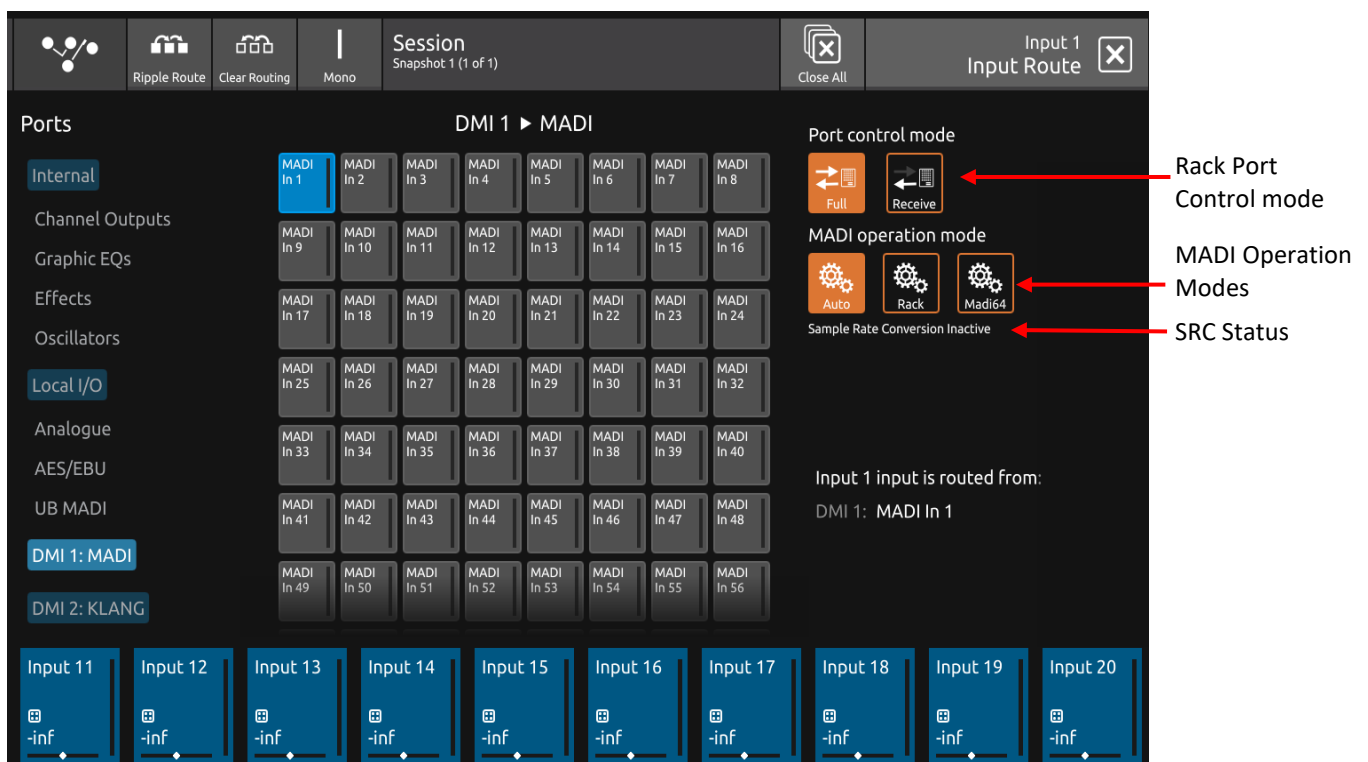 Ripple Route
Clear Routing
Mono
Session
Snapshot 1 (1 of 1)
Close All
Input 1
Input Route
Ports
Internal
Channel Outputs
Graphic EQs
Effects
Oscillators
Local I/O
Analogue
AES/EBU
UB MADI
DMI 1: MADI
DMI 2: KLANG
DMI 1 ▶ MADI
MADI In 1
MADI In 2
MADI In 3
MADI In 4
MADI In 5
MADI In 6
MADI In 7
MADI In 8
MADI In 9
MADI In 10
MADI In 11
MADI In 12
MADI In 13
MADI In 14
MADI In 15
MADI In 16
MADI In 17
MADI In 18
MADI In 19
MADI In 20
MADI In 21
MADI In 22
MADI In 23
MADI In 24
MADI In 25
MADI In 26
MADI In 27
MADI In 28
MADI In 29
MADI In 30
MADI In 31
MADI In 32
MADI In 33
MADI In 34
MADI In 35
MADI In 36
MADI In 37
MADI In 38
MADI In 39
MADI In 40
MADI In 41
MADI In 42
MADI In 43
MADI In 44
MADI In 45
MADI In 46
MADI In 47
MADI In 48
MADI In 49
MADI In 50
MADI In 51
MADI In 52
MADI In 53
MADI In 54
MADI In 55
MADI In 56
Port control mode
Full
Receive
MADI operation mode
Auto
Rack
Madi64
Sample Rate Conversion Inactive
Input 1 input is routed from:
DMI 1: MADI In 1
Rack Port
Control mode
MADI Operation
Modes
SRC Status
Input 11
-inf
Input 12
-inf
Input 13
-inf
Input 14
-inf
Input 15
-inf
Input 16
-inf
Input 17
-inf
Input 18
-inf
Input 19
-inf
Input 20
-inf